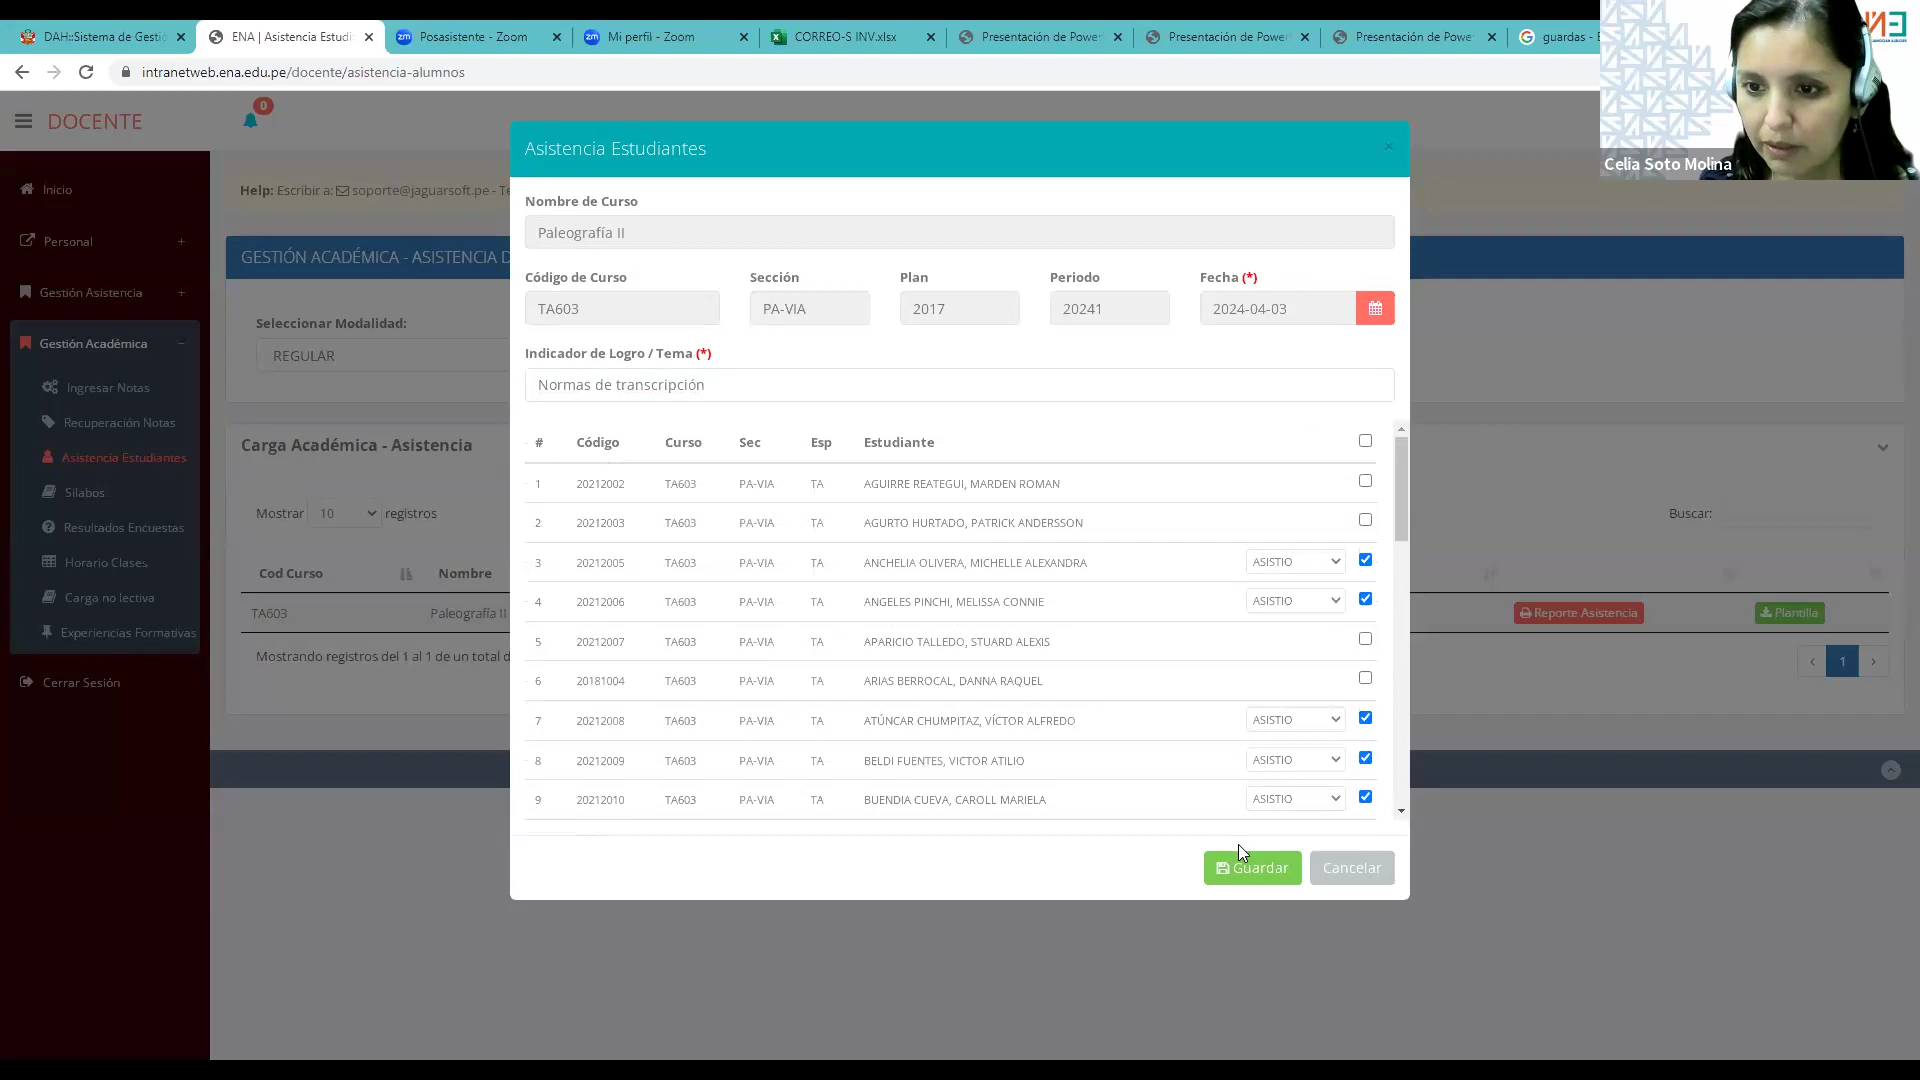 DAH::Sistema de Gesti
ENA | Asistencia Estudi
Posasistente - Zoom
Mi perfil - Zoom
CORREO-S INV.xlsx
Presentación de Powe
Presentación de Powe
Presentación de Powe
guardas -
intranetweb.ena.edu.pe/docente/asistencia-alumnos
Celia Soto Molina
DOCENTE
0
Inicio
Personal +
Gestión Asistencia +
Gestión Académica −
Ingresar Notas
Recuperación Notas
Asistencia Estudiantes
Silabos
Resultados Encuestas
Horario Clases
Carga no lectiva
Experiencias Formativas
Cerrar Sesión
Help: Escribir a: soporte@jaguarsoft.pe - Te
GESTIÓN ACADÉMICA - ASISTENCIA D
Seleccionar Modalidad:
REGULAR
Carga Académica - Asistencia
Mostrar 10 registros
Buscar:
Cod Curso Nombre
TA603 Paleografía II
Reporte Asistencia
Plantilla
Mostrando registros del 1 al 1 de un total d
‹ 1 ›
Asistencia Estudiantes ×
Nombre de Curso
Paleografía II
Código de Curso Sección Plan Periodo Fecha (*)
TA603 PA-VIA 2017 20241 2024-04-03
Indicador de Logro / Tema (*)
Normas de transcripción
# Código Curso Sec Esp Estudiante
1 20212002 TA603 PA-VIA TA AGUIRRE REATEGUI, MARDEN ROMAN
2 20212003 TA603 PA-VIA TA AGURTO HURTADO, PATRICK ANDERSSON
3 20212005 TA603 PA-VIA TA ANCHELIA OLIVERA, MICHELLE ALEXANDRA ASISTIO
4 20212006 TA603 PA-VIA TA ANGELES PINCHI, MELISSA CONNIE ASISTIO
5 20212007 TA603 PA-VIA TA APARICIO TALLEDO, STUARD ALEXIS
6 20181004 TA603 PA-VIA TA ARIAS BERROCAL, DANNA RAQUEL
7 20212008 TA603 PA-VIA TA ATÚNCAR CHUMPITAZ, VÍCTOR ALFREDO ASISTIO
8 20212009 TA603 PA-VIA TA BELDI FUENTES, VICTOR ATILIO ASISTIO
9 20212010 TA603 PA-VIA TA BUENDIA CUEVA, CAROLL MARIELA ASISTIO
Guardar Cancelar